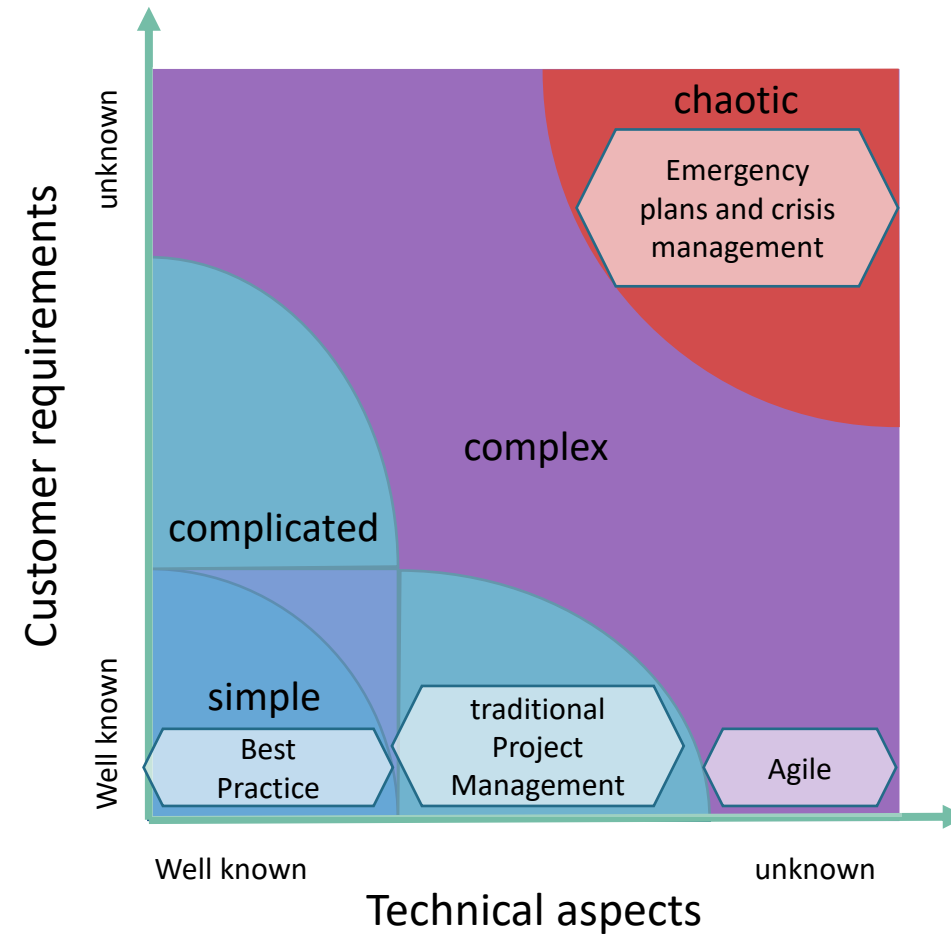 chaotic
Emergency
plans and crisis
management
unknown
Customer requirements
complex
complicated
simple
Well known
Best
Practice
traditional
Project
Management
Agile
Well known
unknown
Technical aspects